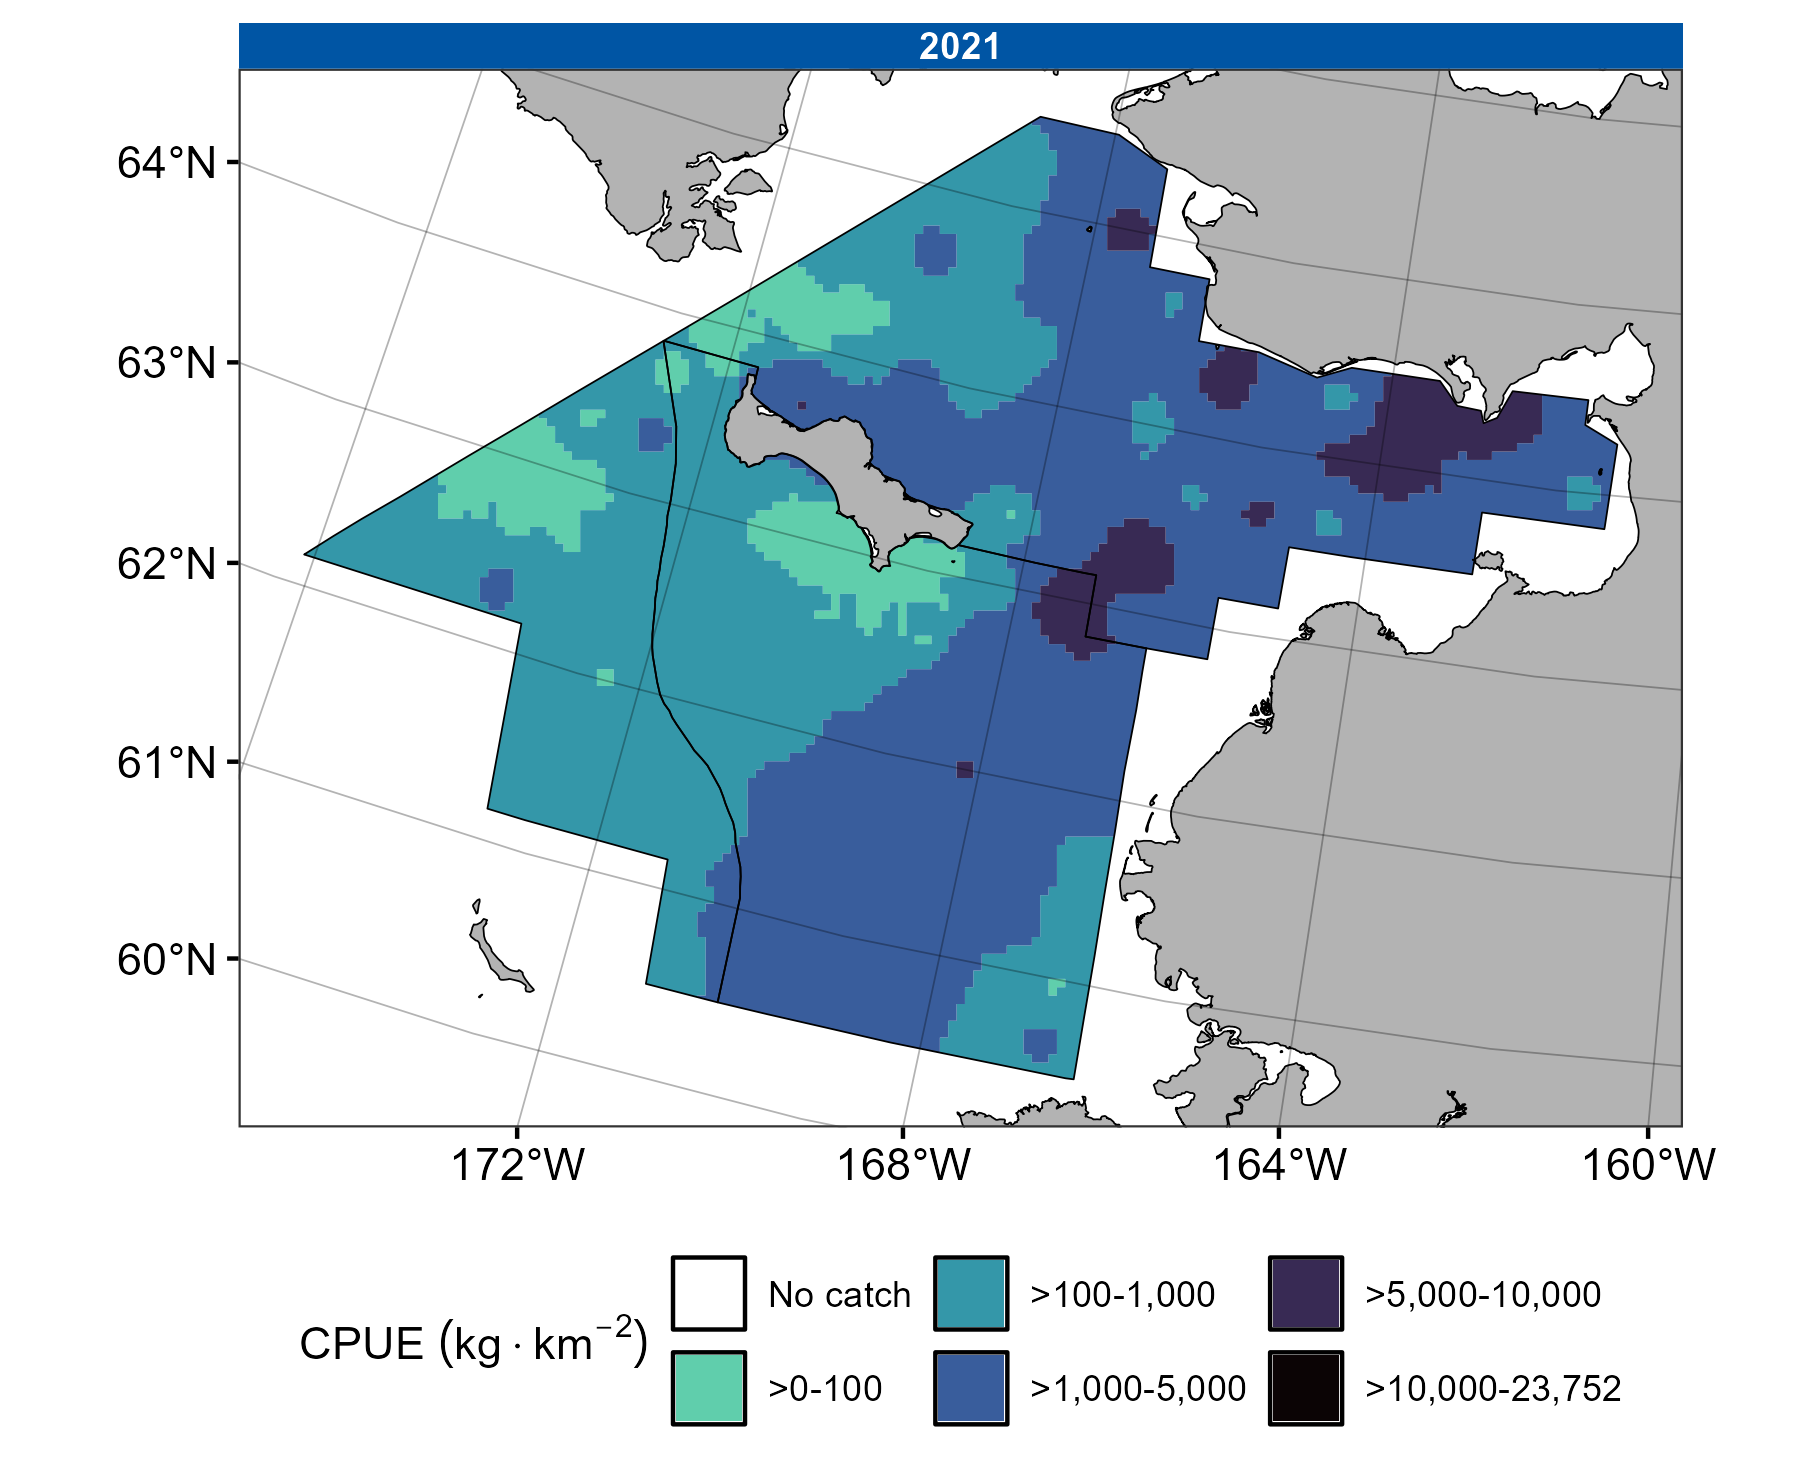 2021
64°N
63°N
62°N
61°N
60°N
172°W 168°W 164°W 160°W
No catch >100-1,000 >5,000-10,000
CPUE (kg · km⁻²)
>0-100 >1,000-5,000 >10,000-23,752